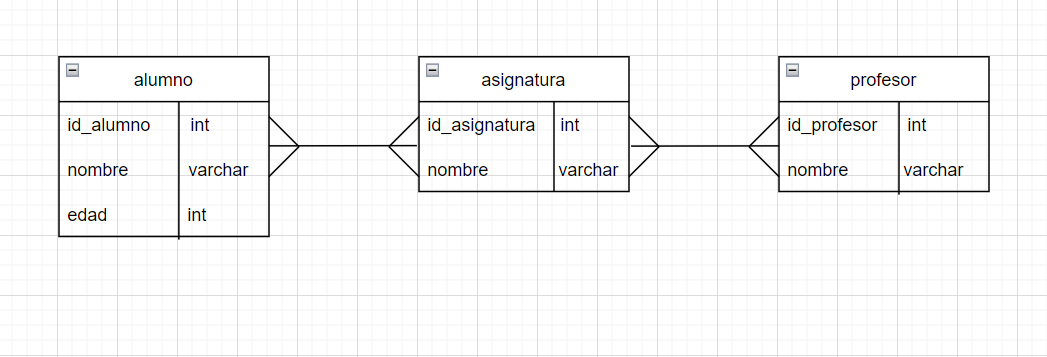 alumno
id_alumno int
nombre varchar
edad int
asignatura
id_asignatura int
nombre varchar
profesor
id_profesor int
nombre varchar